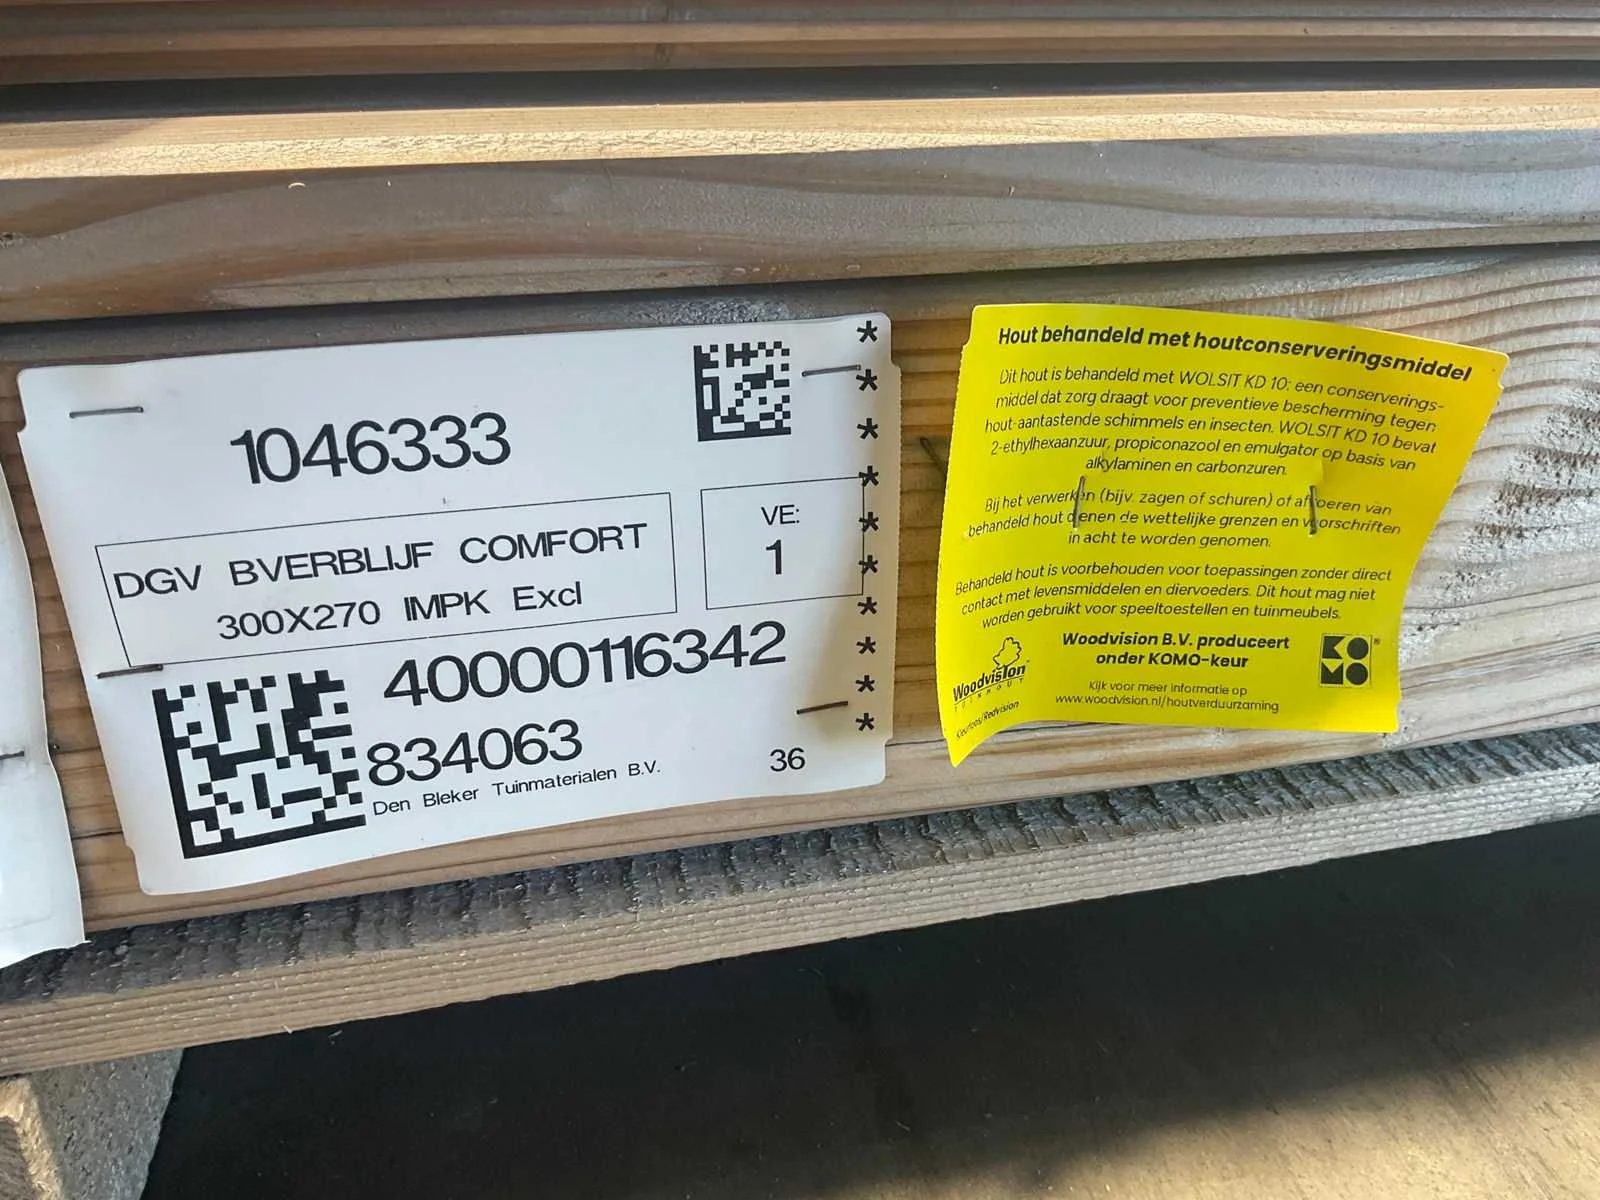 1046333
DGV BVERBLIJF COMFORT
300X270 IMPK Excl
VE:
1
40000116342
834063
Den Bleker Tuinmaterialen B.V.
36
* * * * * * * * * *
Hout behandeld met houtconserveringsmiddel
Dit hout is behandeld met WOLSIT KD 10: een conserverings-
middel dat zorg draagt voor preventieve bescherming tegen
hout-aantastende schimmels en insecten. WOLSIT KD 10 bevat
2-ethylhexaanzuur, propiconazool en emulgator op basis van
alkylaminen en carbonzuren.
Bij het verwerken (bijv. zagen of schuren) of afvoeren van
behandeld hout dienen de wettelijke grenzen en voorschriften
in acht te worden genomen.
Behandeld hout is voorbehouden voor toepassingen zonder direct
contact met levensmiddelen en diervoeders. Dit hout mag niet
worden gebruikt voor speeltoestellen en tuinmeubels.
Woodvision
TUINHOUT
Kleurloos/Redvision
Woodvision B.V. produceert
onder KOMO-keur
Kijk voor meer informatie op
www.woodvision.nl/houtverduurzaming
KOMO®